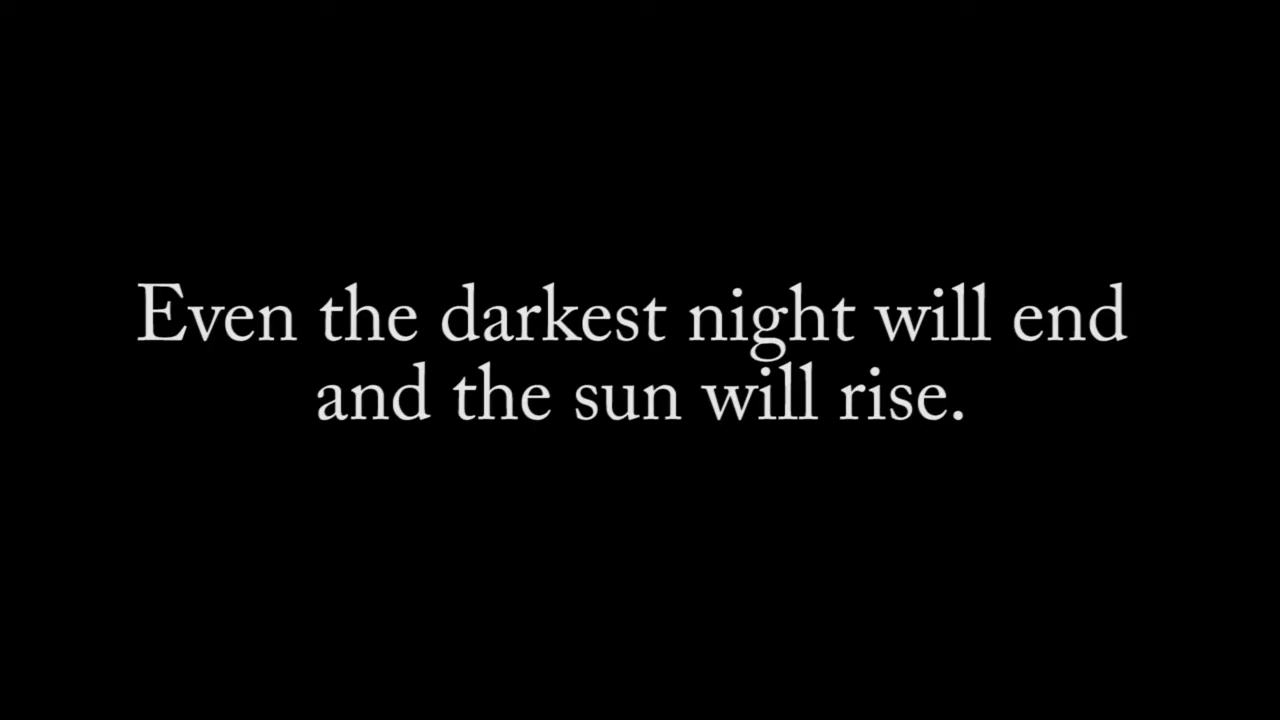 Even the darkest night will end
and the sun will rise.